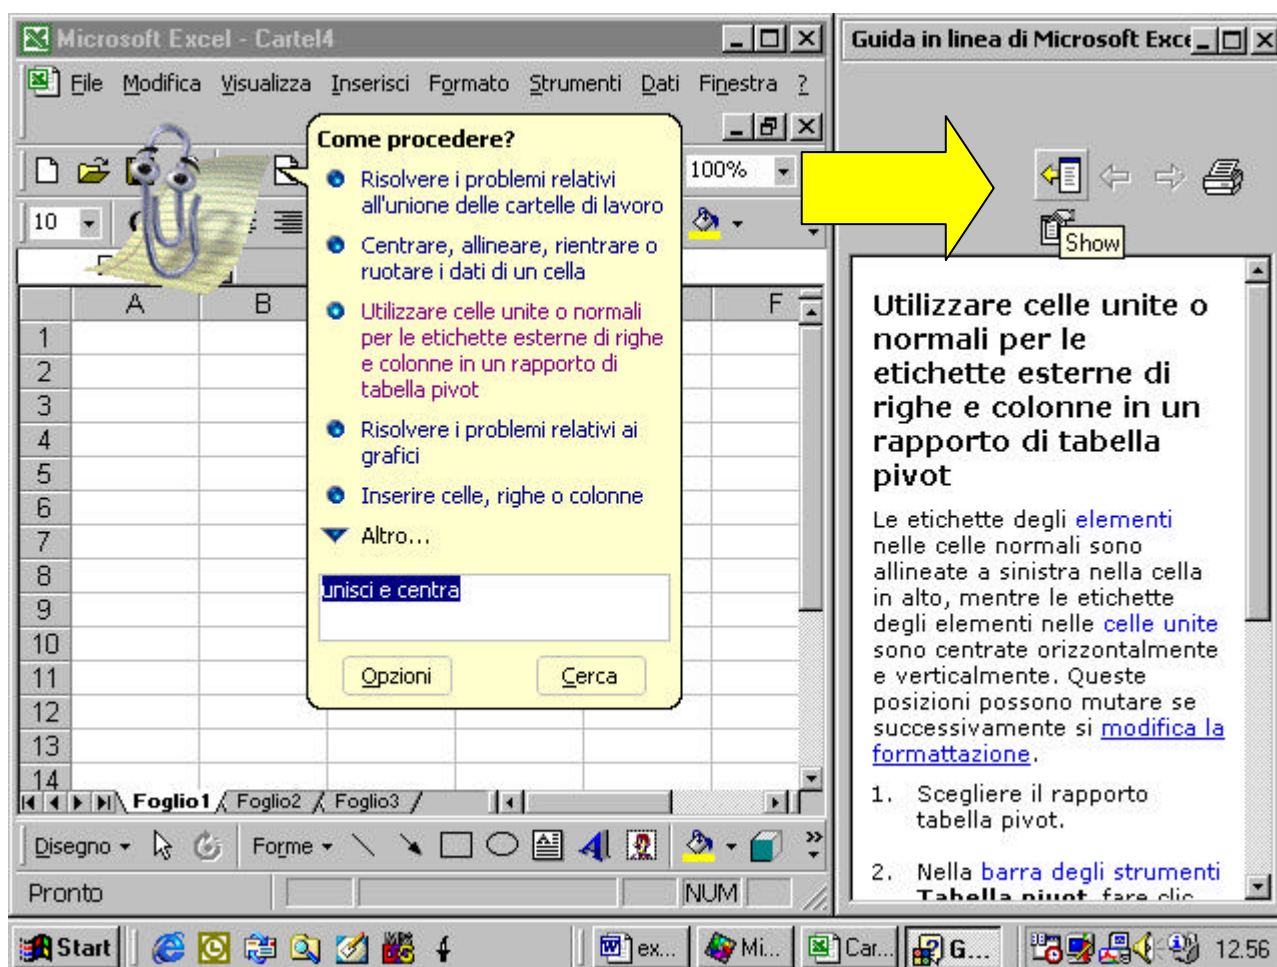 Microsoft Excel - Cartel4
File Modifica Visualizza Inserisci Formato Strumenti Dati Finestra ?
100%
10
A B F
1
2
3
4
5
6
7
8
9
10
11
12
13
14
Come procedere?
Risolvere i problemi relativi
all'unione delle cartelle di lavoro
Centrare, allineare, rientrare o
ruotare i dati di un cella
Utilizzare celle unite o normali
per le etichette esterne di righe
e colonne in un rapporto di
tabella pivot
Risolvere i problemi relativi ai
grafici
Inserire celle, righe o colonne
Altro...
unisci e centra
Opzioni Cerca
Foglio1 Foglio2 Foglio3
Disegno Forme
Pronto NUM
Guida in linea di Microsoft Exce
Show
Utilizzare celle unite o
normali per le
etichette esterne di
righe e colonne in un
rapporto di tabella
pivot
Le etichette degli elementi
nelle celle normali sono
allineate a sinistra nella cella
in alto, mentre le etichette
degli elementi nelle celle unite
sono centrate orizzontalmente
e verticalmente. Queste
posizioni possono mutare se
successivamente si modifica la
formattazione.
1. Scegliere il rapporto
tabella pivot.
2. Nella barra degli strumenti
Tabella pivot, fare clic
Start ex... Mi... Car... G... 12.56